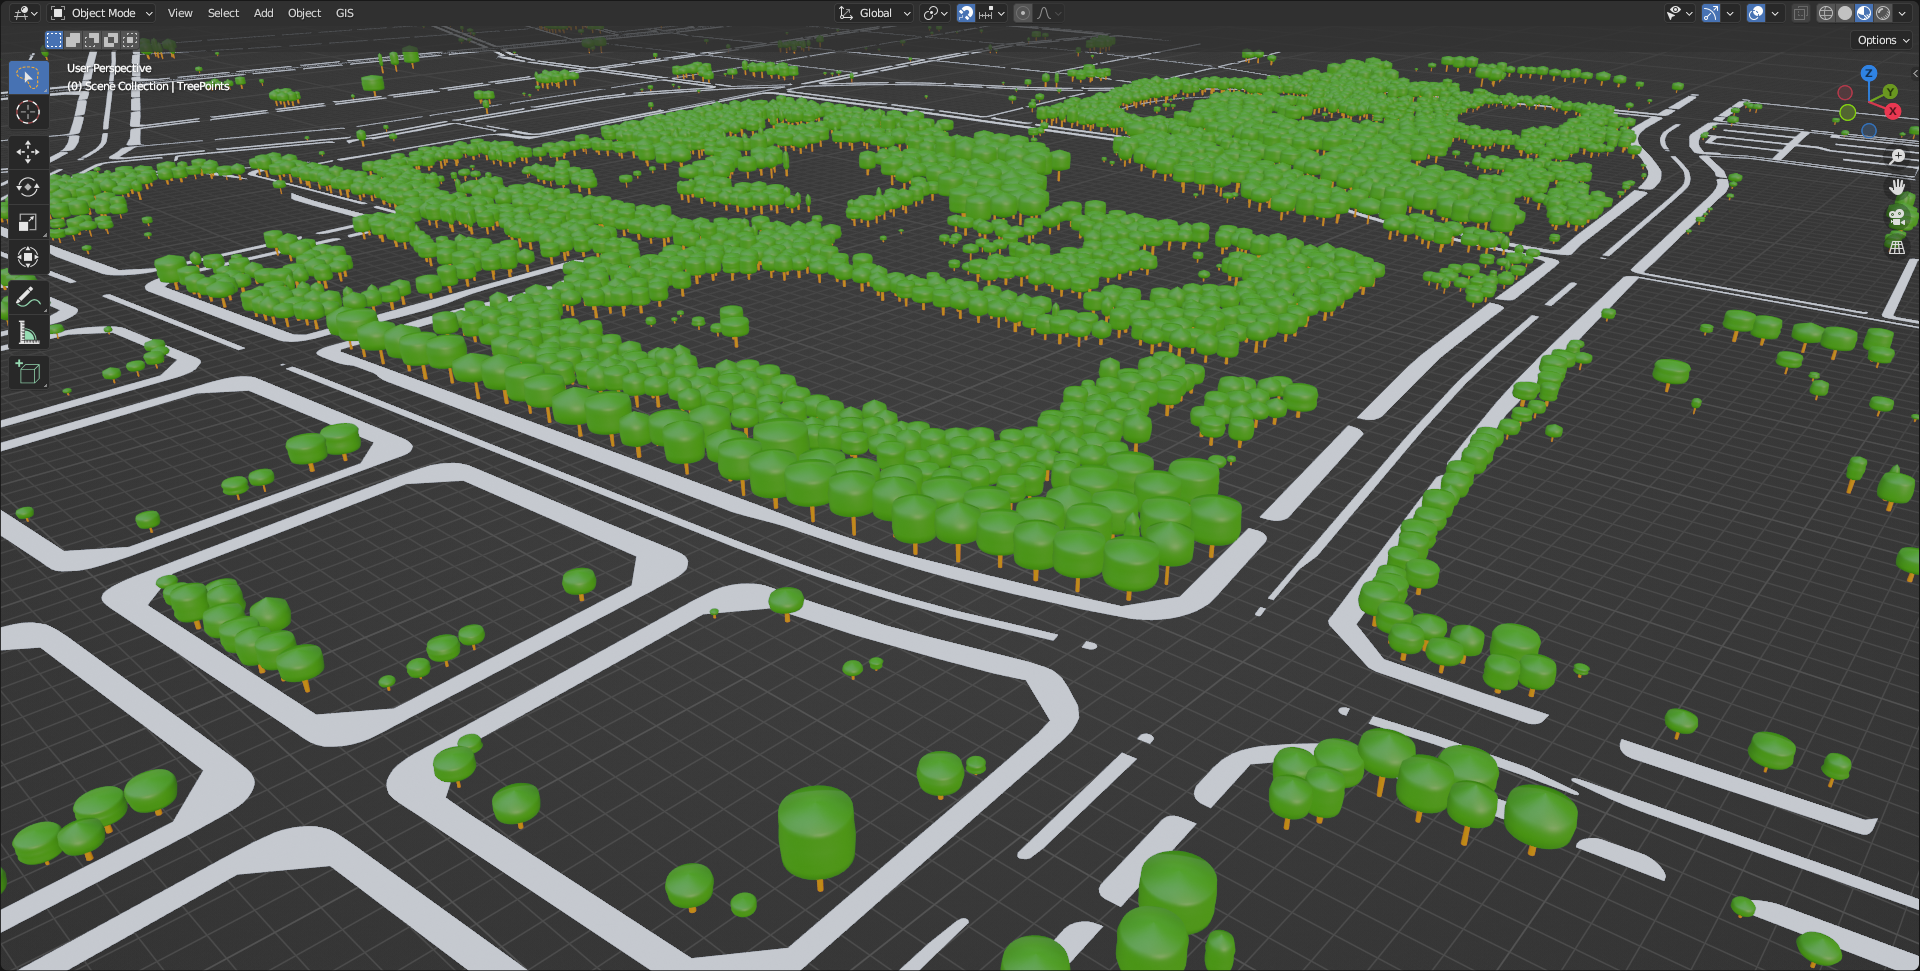 Object Mode View Select Add Object GIS Global
Options
User Perspective
(0) Scene Collection | TreePoints
Z
Y
X